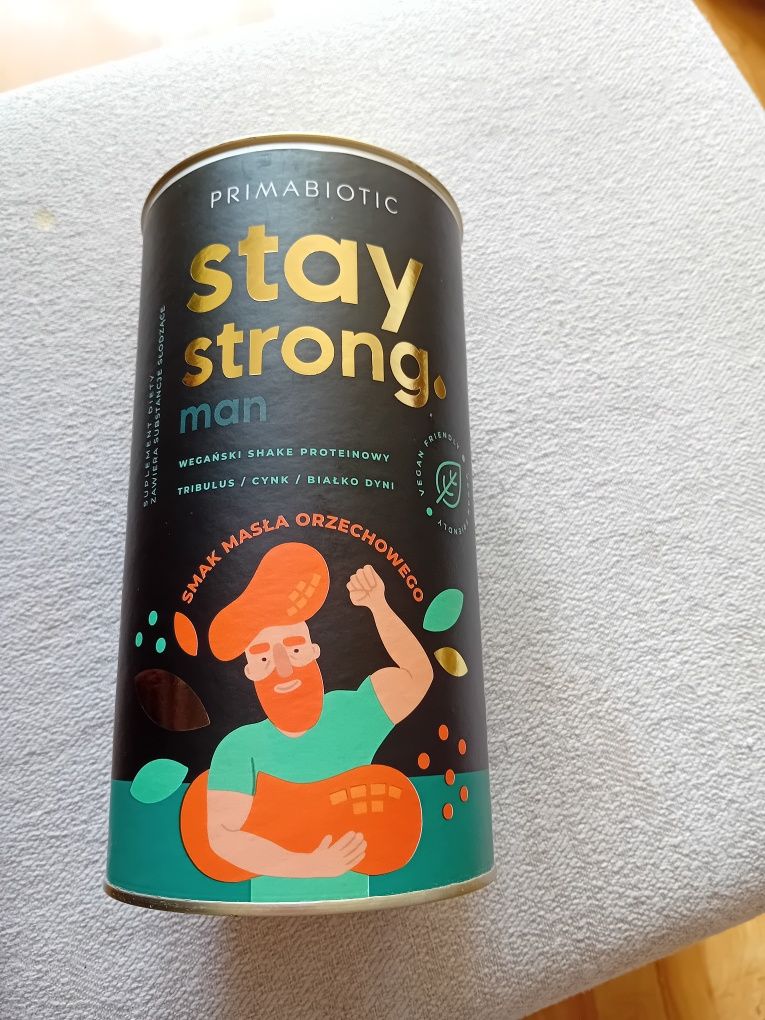 PRIMABIOTIC
stay
strong.
man
WEGAŃSKI SHAKE PROTEINOWY
TRIBULUS / CYNK / BIAŁKO DYNI
SMAK MASŁA ORZECHOWEGO
SUPLEMENT DIETY
ZAWIERA SUBSTANCJE SŁODZĄCE
VEGAN FRIENDLY
FRIENDLY